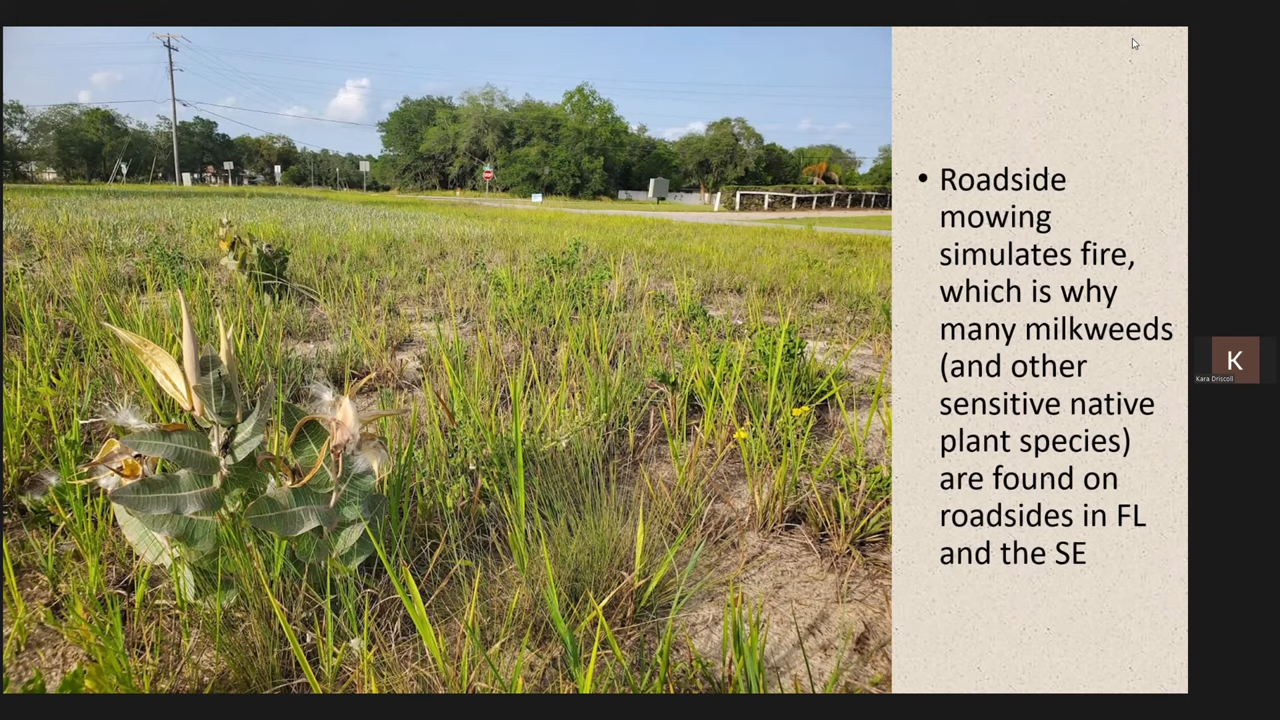 • Roadside
mowing
simulates fire,
which is why
many milkweeds
(and other
sensitive native
plant species)
are found on
roadsides in FL
and the SE
K
Kara Driscoll